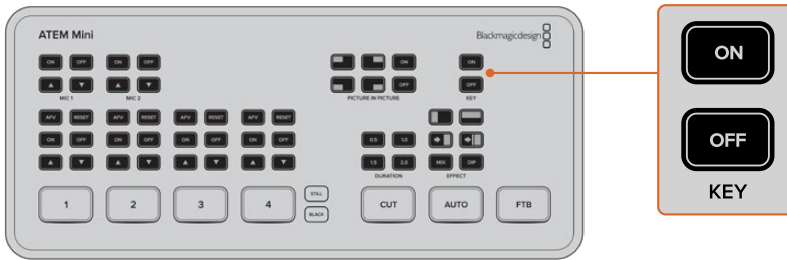 ATEM Mini
Blackmagicdesign
ON OFF ON OFF ON ON
OFF OFF
MIC 1 MIC 2 PICTURE IN PICTURE KEY
AFV RESET AFV RESET AFV RESET AFV RESET
ON OFF ON OFF ON OFF ON OFF 0.5 1.0
1.5 2.0 MIX DIP
DURATION EFFECT
1 2 3 4 STILL CUT AUTO FTB
BLACK
ON
OFF
KEY